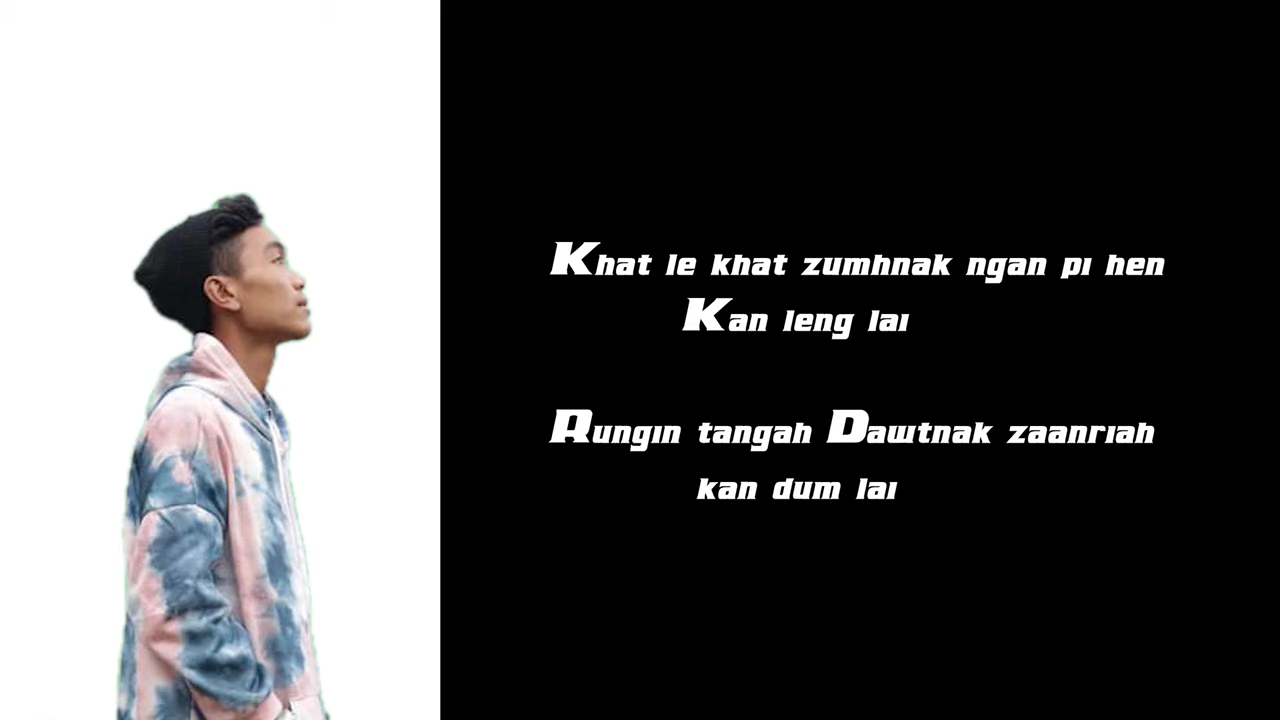 Khat le khat zumhnak ngan pi hen
Kan leng lai
Rungin tangah Dawtnak zaanriah
kan dum lai